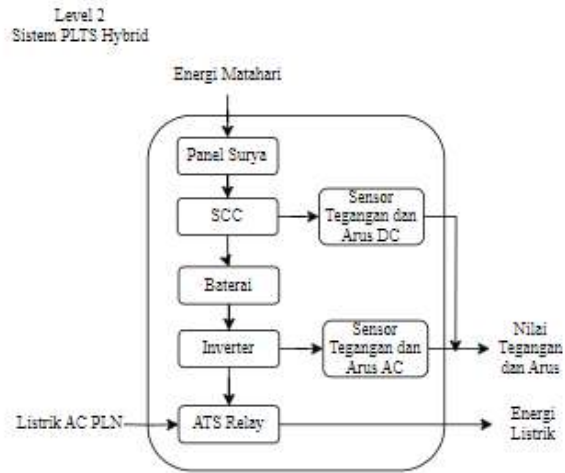 Level 2
Sistem PLTS Hybrid
Energi Matahari
Panel Surya
SCC
Sensor
Tegangan dan
Arus DC
Baterai
Inverter
Sensor
Tegangan dan
Arus AC
Nilai
Tegangan
dan Arus
Listrik AC PLN
ATS Relay
Energi
Listrik